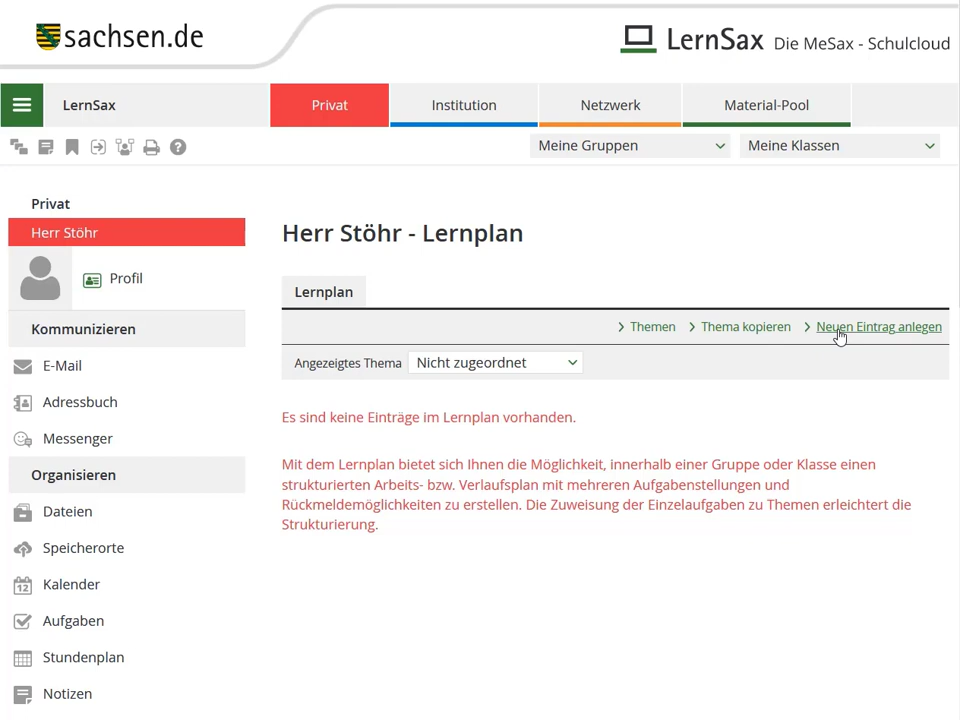 sachsen.de
LernSax Die MeSax - Schulcloud
LernSax
Privat
Institution
Netzwerk
Material-Pool
Meine Gruppen
Meine Klassen
Privat
Herr Stöhr
Profil
Kommunizieren
E-Mail
Adressbuch
Messenger
Organisieren
Dateien
Speicherorte
12
Kalender
Aufgaben
Stundenplan
Notizen
Herr Stöhr - Lernplan
Lernplan
Themen
Thema kopieren
Neuen Eintrag anlegen
Angezeigtes Thema
Nicht zugeordnet
Es sind keine Einträge im Lernplan vorhanden.
Mit dem Lernplan bietet sich Ihnen die Möglichkeit, innerhalb einer Gruppe oder Klasse einen
strukturierten Arbeits- bzw. Verlaufsplan mit mehreren Aufgabenstellungen und
Rückmeldemöglichkeiten zu erstellen. Die Zuweisung der Einzelaufgaben zu Themen erleichtert die
Strukturierung.